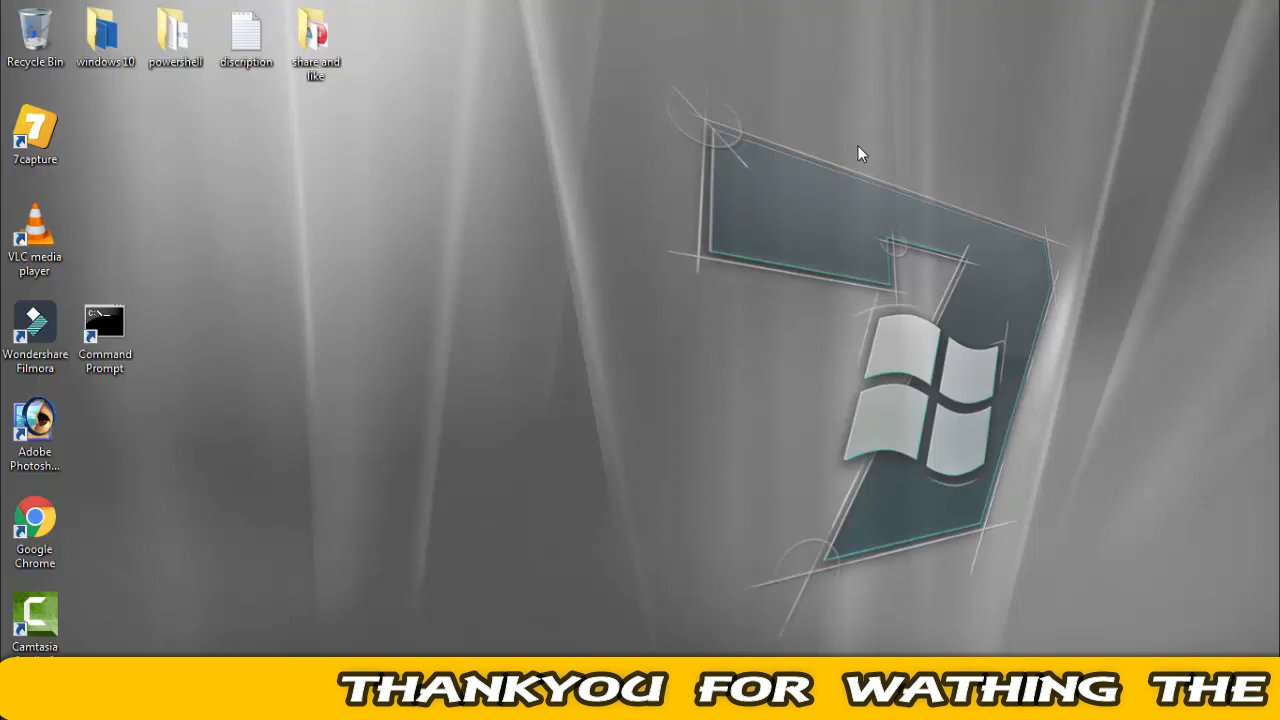 Recycle Bin
windows 10
powershell
discription
share and
like
7capture
VLC media
player
Wondershare
Filmora
C:\._
Command
Prompt
Adobe
Photosh...
Google
Chrome
Camtasia
THANKYOU FOR WATHING THE